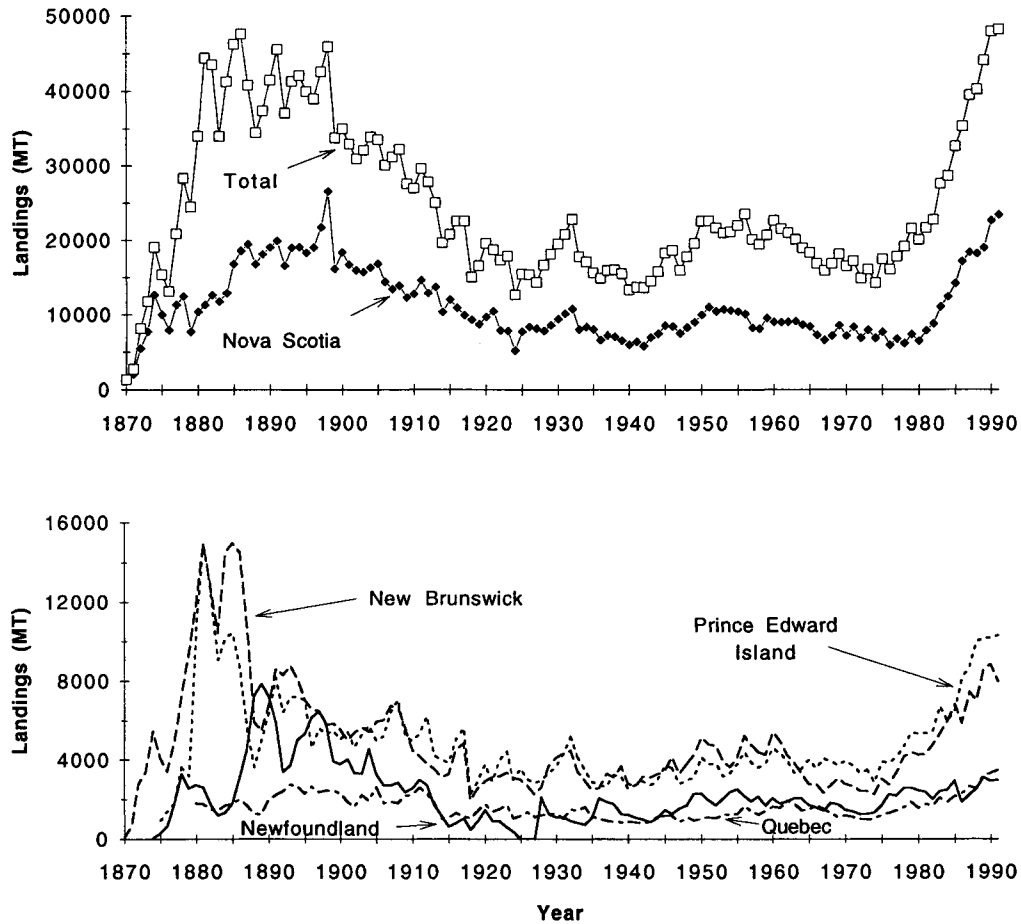 50000
40000
30000
20000
10000
0
Landings (MT)
Total
Nova Scotia
1870 1880 1890 1900 1910 1920 1930 1940 1950 1960 1970 1980 1990
16000
12000
8000
4000
0
Landings (MT)
New Brunswick
Prince Edward
Island
Newfoundland
Quebec
1870 1880 1890 1900 1910 1920 1930 1940 1950 1960 1970 1980 1990
Year